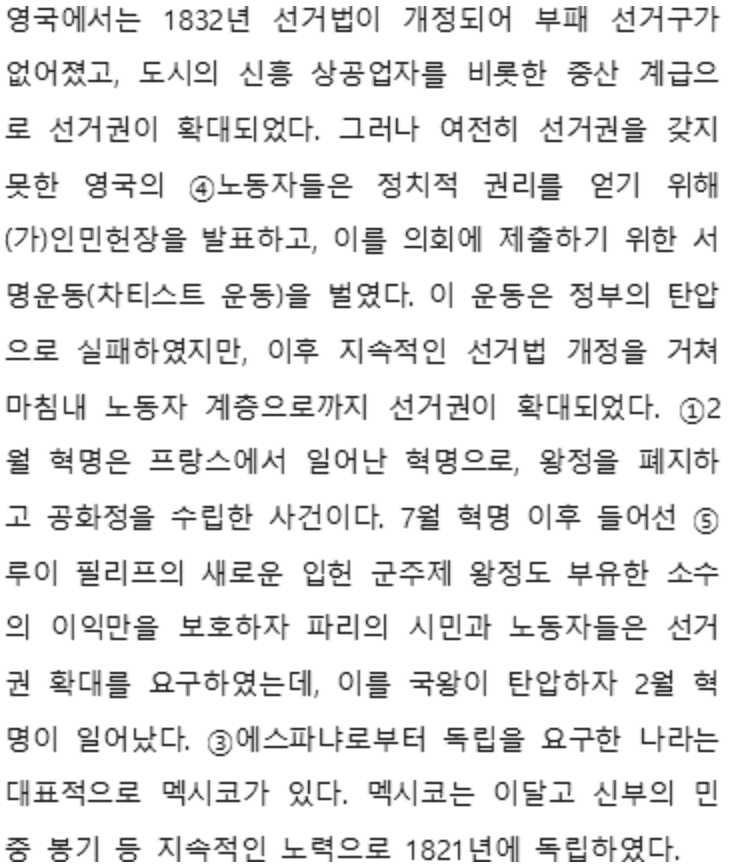 영국에서는 1832년 선거법이 개정되어 부패 선거구가
없어졌고, 도시의 신흥 상공업자를 비롯한 중산 계급으
로 선거권이 확대되었다. 그러나 여전히 선거권을 갖지
못한 영국의 ④노동자들은 정치적 권리를 얻기 위해
(가)인민헌장을 발표하고, 이를 의회에 제출하기 위한 서
명운동(차티스트 운동)을 벌였다. 이 운동은 정부의 탄압
으로 실패하였지만, 이후 지속적인 선거법 개정을 거쳐
마침내 노동자 계층으로까지 선거권이 확대되었다. ①2
월 혁명은 프랑스에서 일어난 혁명으로, 왕정을 폐지하
고 공화정을 수립한 사건이다. 7월 혁명 이후 들어선 ⑤
루이 필리프의 새로운 입헌 군주제 왕정도 부유한 소수
의 이익만을 보호하자 파리의 시민과 노동자들은 선거
권 확대를 요구하였는데, 이를 국왕이 탄압하자 2월 혁
명이 일어났다. ③에스파냐로부터 독립을 요구한 나라는
대표적으로 멕시코가 있다. 멕시코는 이달고 신부의 민
중 봉기 등 지속적인 노력으로 1821년에 독립하였다.